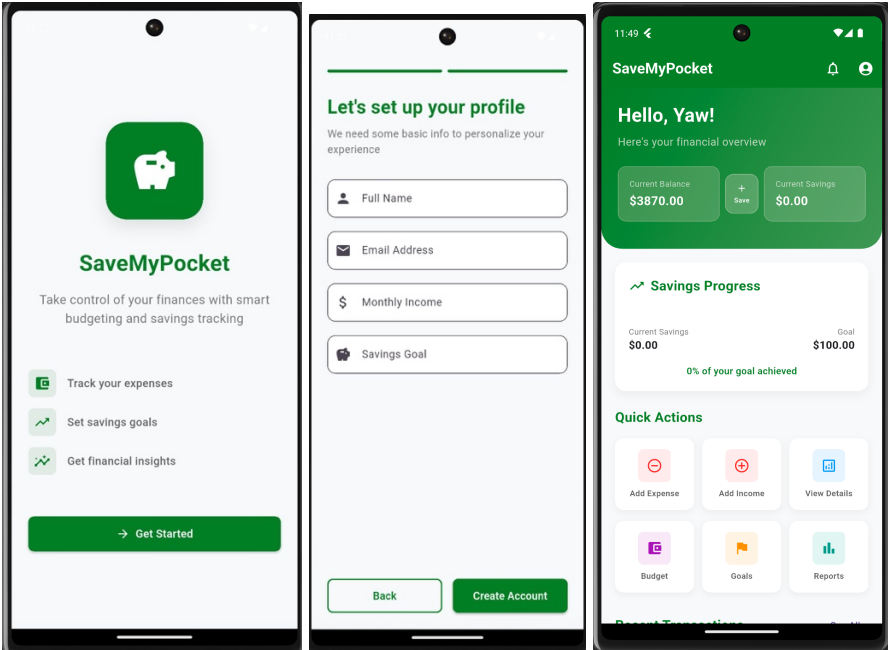 SaveMyPocket
Take control of your finances with smart
budgeting and savings tracking
Track your expenses
Set savings goals
Get financial insights
Get Started
Let's set up your profile
We need some basic info to personalize your
experience
Full Name
Email Address
Monthly Income
Savings Goal
Back
Create Account
11:49
SaveMyPocket
Hello, Yaw!
Here's your financial overview
Current Balance
$3870.00
+
Save
Current Savings
$0.00
Savings Progress
Current Savings
$0.00
Goal
$100.00
0% of your goal achieved
Quick Actions
Add Expense
Add Income
View Details
Budget
Goals
Reports
Recent Transactions